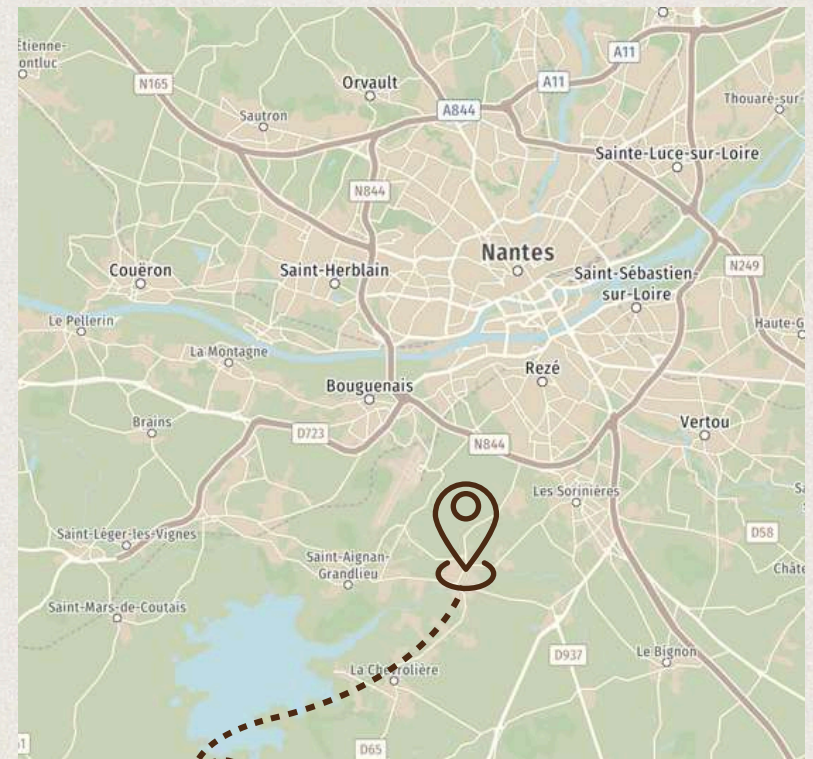 A11
Étienne-
ontluc
N165
Orvault
A11
A844
Thouaré-sur-
Sautron
Sainte-Luce-sur-Loire
N844
Nantes
Couëron
Saint-Herblain
Saint-Sébastien-
sur-Loire
N249
Le Pellerin
Haute-G
La Montagne
Rezé
Bouguenais
Brains
D723
N844
Vertou
Les Sorinières
Saint-Léger-les-Vignes
D58
Saint-Aignan-
Grandlieu
Châte
Saint-Mars-de-Coutais
La Chevrolière
D937
Le Bignon
D65